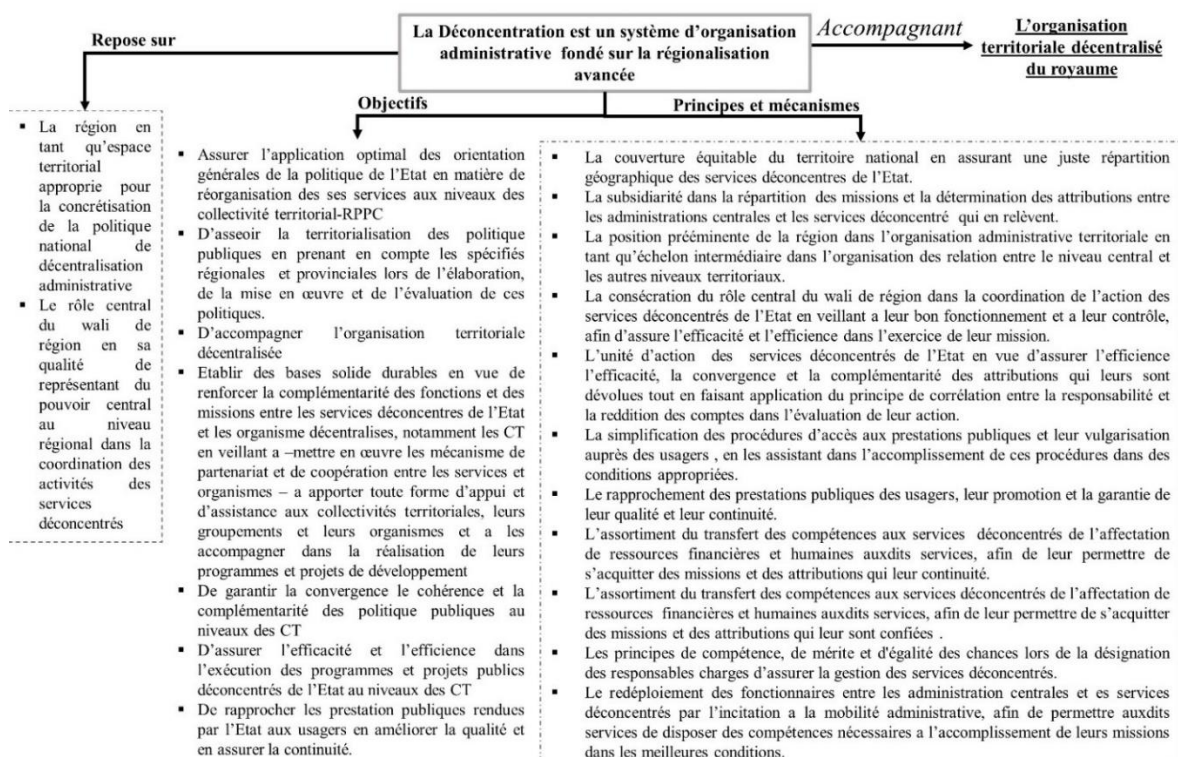 Repose sur
La Déconcentration est un système d'organisation
administrative fondé sur la régionalisation
avancée
Accompagnant
L'organisation
territoriale décentralisé
du royaume
Objectifs
Principes et mécanismes
▪ La région en
tant qu'espace
territorial
approprie pour
la concrétisation
de la politique
national de
décentralisation
administrative
▪ Le rôle central
du wali de
région en sa
qualité de
représentant du
pouvoir central
au niveau
régional dans la
coordination des
activités des
services
déconcentrés
▪ Assurer l'application optimal des orientation
générales de la politique de l'Etat en matière de
réorganisation des ses services aux niveaux des
collectivité territorial-RPPC
▪ D'asseoir la territorialisation des politique
publiques en prenant en compte les spécifiés
régionales et provinciales lors de l'élaboration,
de la mise en œuvre et de l'évaluation de ces
politiques.
▪ D'accompagner l'organisation territoriale
décentralisée
▪ Etablir des bases solide durables en vue de
renforcer la complémentarité des fonctions et des
missions entre les services déconcentres de l'Etat
et les organisme décentralises, notamment les CT
en veillant a –mettre en œuvre les mécanisme de
partenariat et de coopération entre les services et
organismes – a apporter toute forme d'appui et
d'assistance aux collectivités territoriales, leurs
groupements et leurs organismes et a les
accompagner dans la réalisation de leurs
programmes et projets de développement
▪ De garantir la convergence le cohérence et la
complémentarité des politique publiques au
niveaux des CT
▪ D'assurer l'efficacité et l'efficience dans
l'exécution des programmes et projets publics
déconcentrés de l'Etat au niveaux des CT
▪ De rapprocher les prestation publiques rendues
par l'Etat aux usagers en améliorer la qualité et
en assurer la continuité.
▪ La couverture équitable du territoire national en assurant une juste répartition
géographique des services déconcentres de l'Etat.
▪ La subsidiarité dans la répartition des missions et la détermination des attributions entre
les administrations centrales et les services déconcentré qui en relèvent.
▪ La position prééminente de la région dans l'organisation administrative territoriale en
tant qu'échelon intermédiaire dans l'organisation des relation entre le niveau central et
les autres niveaux territoriaux.
▪ La consécration du rôle central du wali de région dans la coordination de l'action des
services déconcentrés de l'Etat en veillant a leur bon fonctionnement et a leur contrôle,
afin d'assure l'efficacité et l'efficience dans l'exercice de leur mission.
▪ L'unité d'action des services déconcentrés de l'Etat en vue d'assurer l'efficience
l'efficacité, la convergence et la complémentarité des attributions qui leurs sont
dévolues tout en faisant application du principe de corrélation entre la responsabilité et
la reddition des comptes dans l'évaluation de leur action.
▪ La simplification des procédures d'accès aux prestations publiques et leur vulgarisation
auprès des usagers , en les assistant dans l'accomplissement de ces procédures dans des
conditions appropriées.
▪ Le rapprochement des prestations publiques des usagers, leur promotion et la garantie de
leur qualité et leur continuité.
▪ L'assortiment du transfert des compétences aux services déconcentrés de l'affectation
de ressources financières et humaines auxdits services, afin de leur permettre de
s'acquitter des missions et des attributions qui leur continuité.
▪ L'assortiment du transfert des compétences aux services déconcentrés de l'affectation de
ressources financières et humaines auxdits services, afin de leur permettre de s'acquitter
des missions et des attributions qui leur sont confiées .
▪ Les principes de compétence, de mérite et d'égalité des chances lors de la désignation
des responsables charges d'assurer la gestion des services déconcentrés.
▪ Le redéploiement des fonctionnaires entre les administration centrales et es services
déconcentrés par l'incitation a la mobilité administrative, afin de permettre auxdits
services de disposer des compétences nécessaires a l'accomplissement de leurs missions
dans les meilleures conditions.